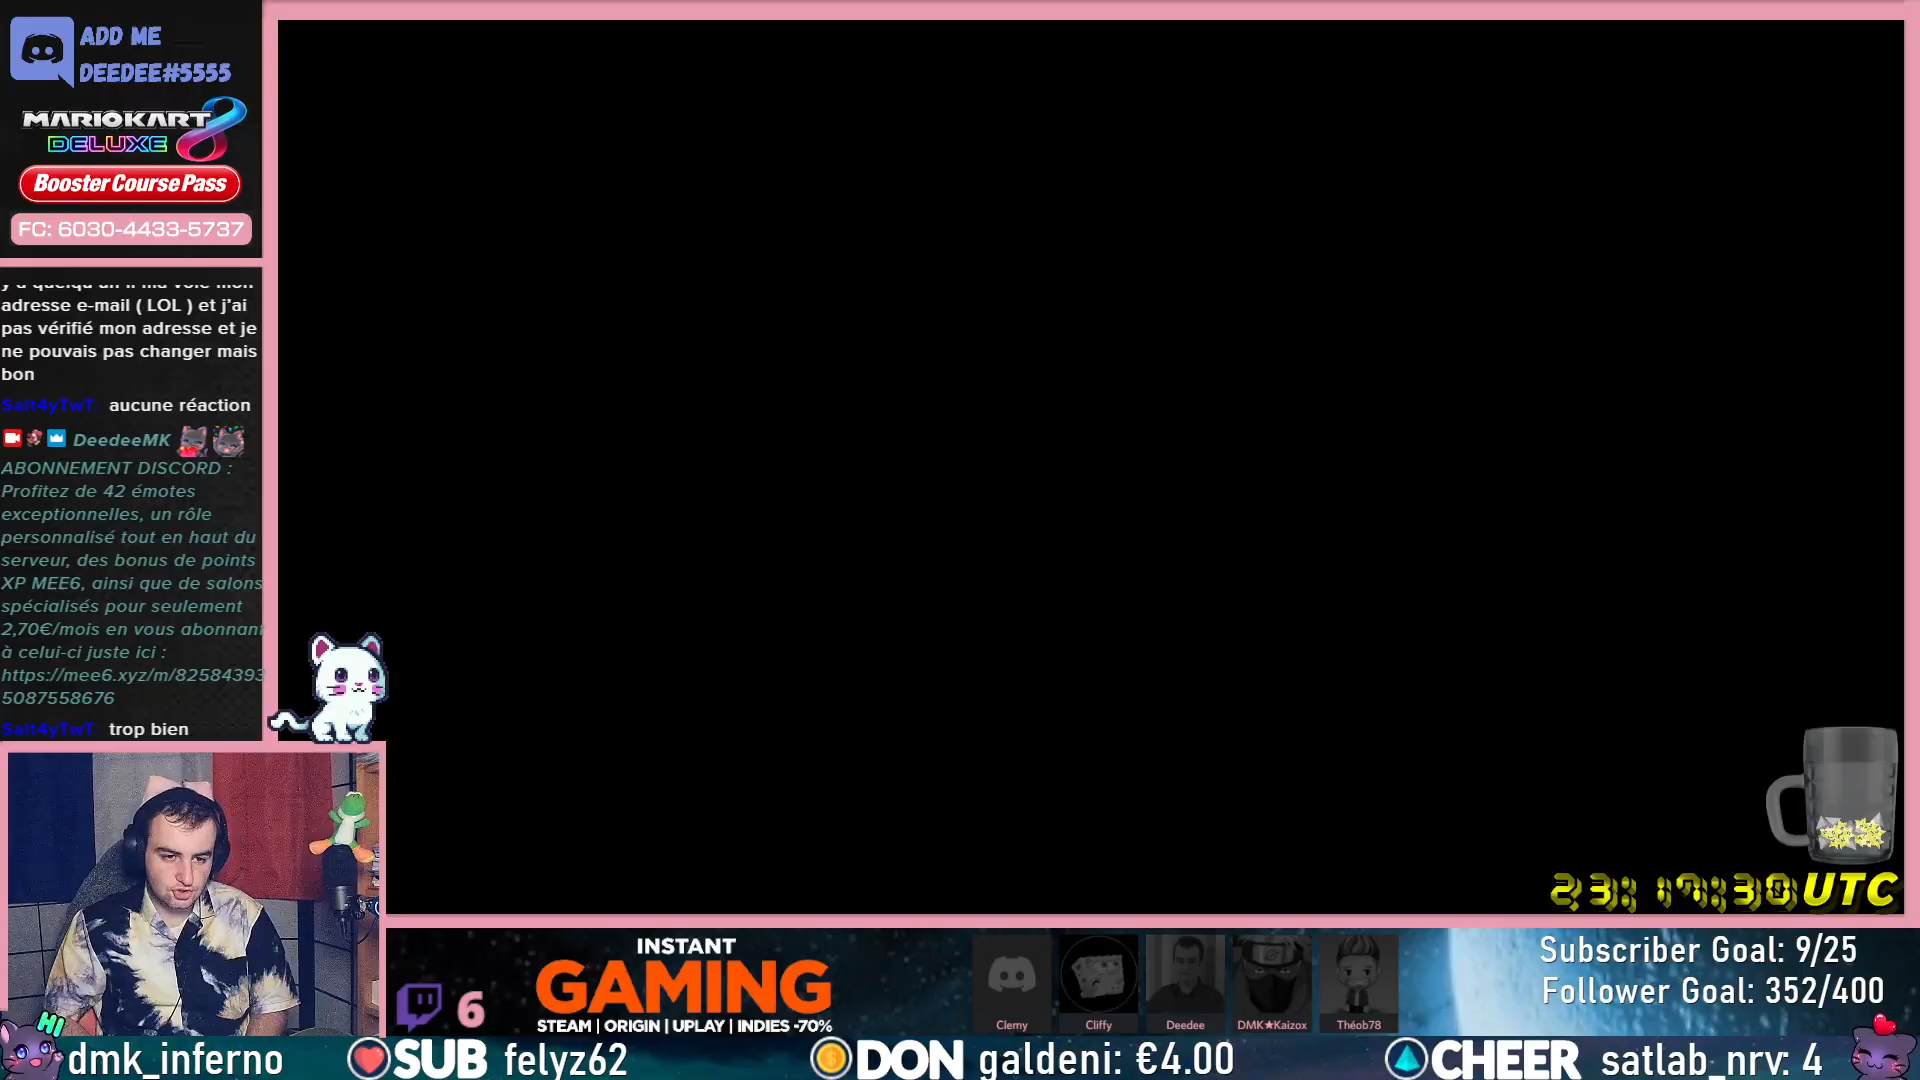 ADD ME
DEEDEE#5555
MARIOKART 8
DELUXE
Booster Course Pass
FC: 6030-4433-5737
adresse e-mail ( LOL ) et j'ai
pas vérifié mon adresse et je
ne pouvais pas changer mais
bon
Salt4yTwT: aucune réaction
DeedeeMK
ABONNEMENT DISCORD :
Profitez de 42 émotes
exceptionnelles, un rôle
personnalisé tout en haut du
serveur, des bonus de points
XP MEE6, ainsi que de salons
spécialisés pour seulement
2,70€/mois en vous abonnant
à celui-ci juste ici :
https://mee6.xyz/m/82584393
5087558676
Salt4yTwT: trop bien
23:17:30 UTC
6
INSTANT
GAMING
STEAM | ORIGIN | UPLAY | INDIES -70%
Clemy
Cliffy
Deedee
DMK★Kaizox
Théob78
Subscriber Goal: 9/25
Follower Goal: 352/400
HI
dmk_inferno
SUB felyz62
DON galdeni: €4.00
CHEER satlab_nrv: 4